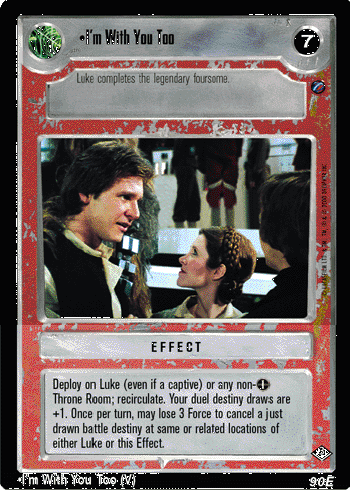 •I'm With You Too
7
Luke completes the legendary foursome.
EFFECT
Deploy on Luke (even if a captive) or any non-
Throne Room; recirculate. Your duel destiny draws are
+1. Once per turn, may lose 3 Force to cancel a just
drawn battle destiny at same or related locations of
either Luke or this Effect.
•I'm With You Too (V)